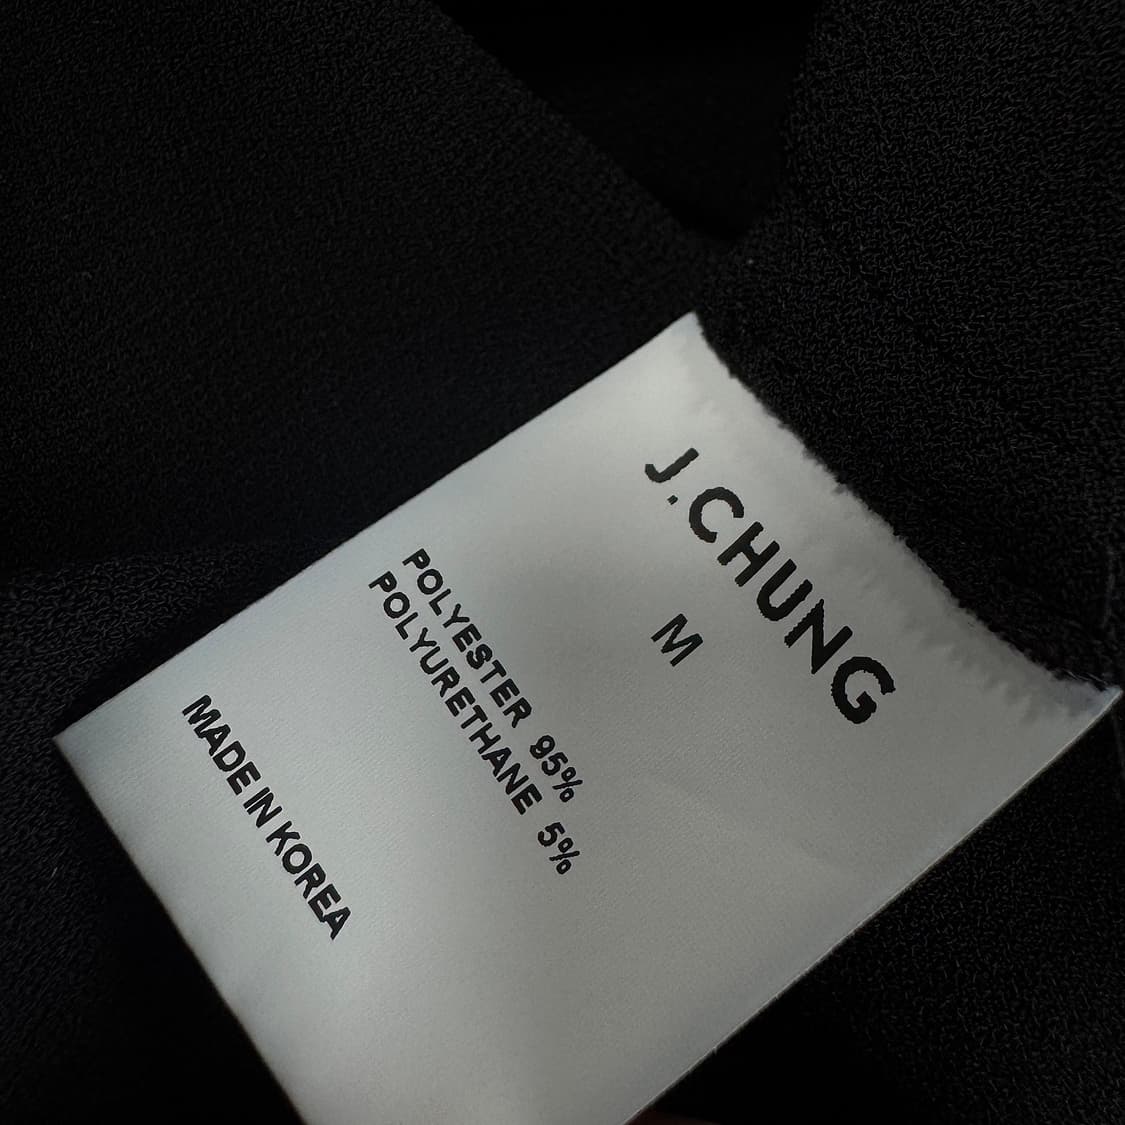 J.CHUNG
M
POLYESTER 95%
POLYURETHANE 5%
MADE IN KOREA